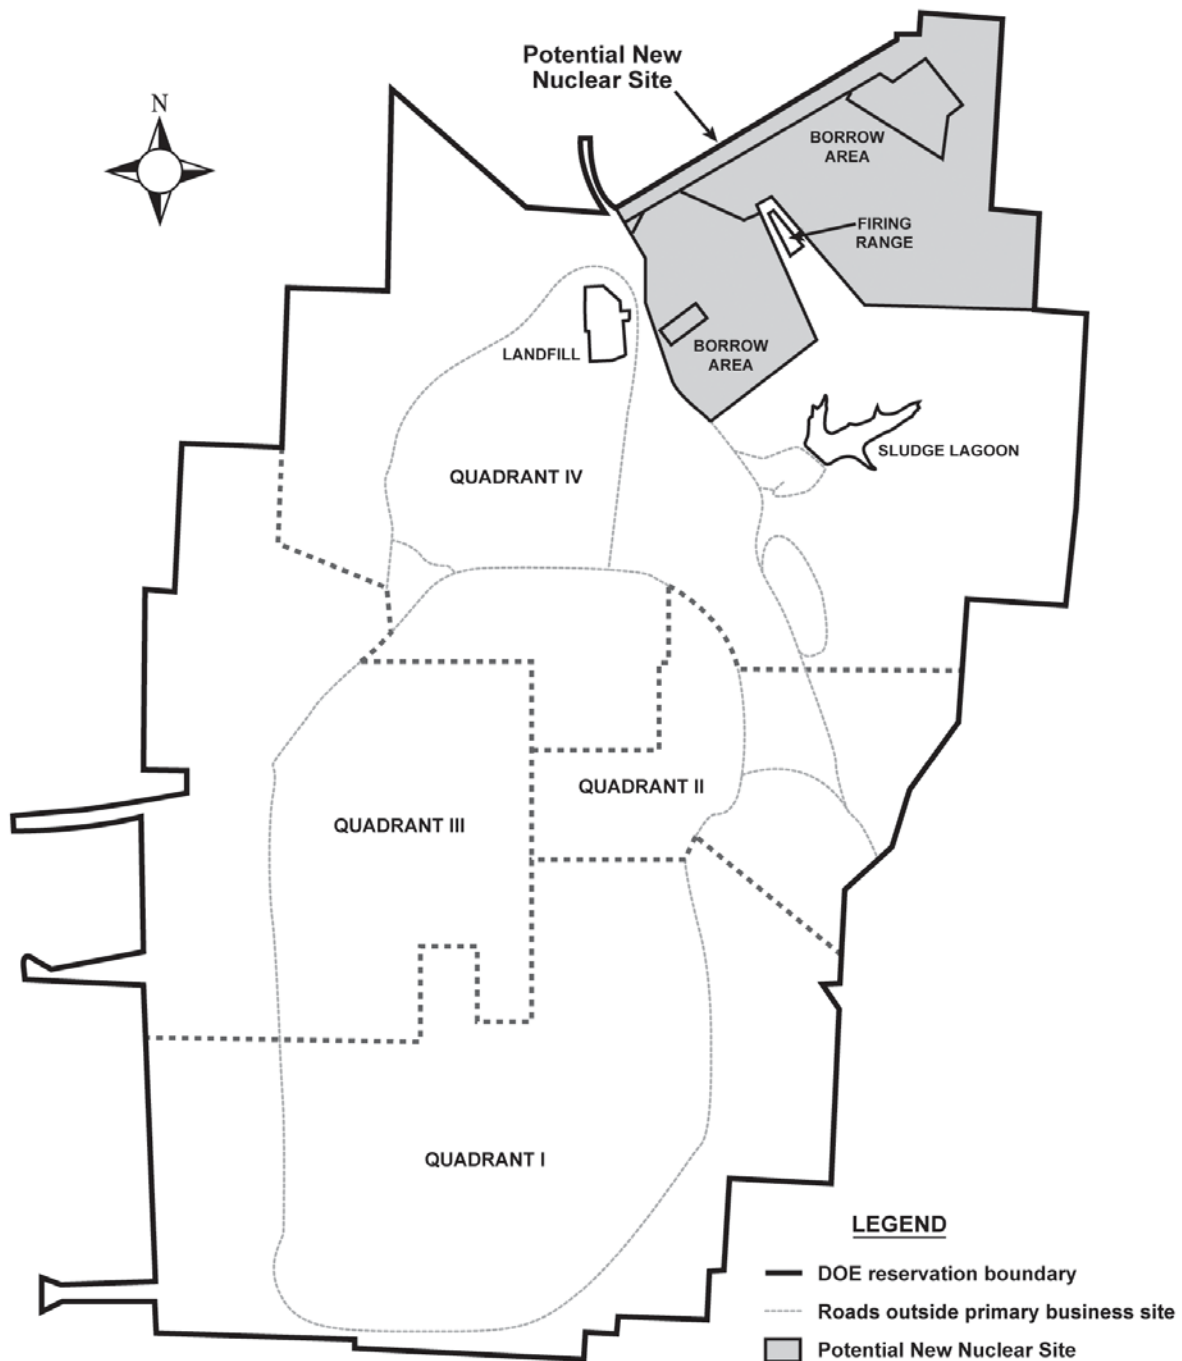 Potential New
Nuclear Site
N
BORROW
AREA
FIRING
RANGE
LANDFILL
BORROW
AREA
SLUDGE LAGOON
QUADRANT IV
QUADRANT II
QUADRANT III
QUADRANT I
LEGEND
DOE reservation boundary
Roads outside primary business site
Potential New Nuclear Site